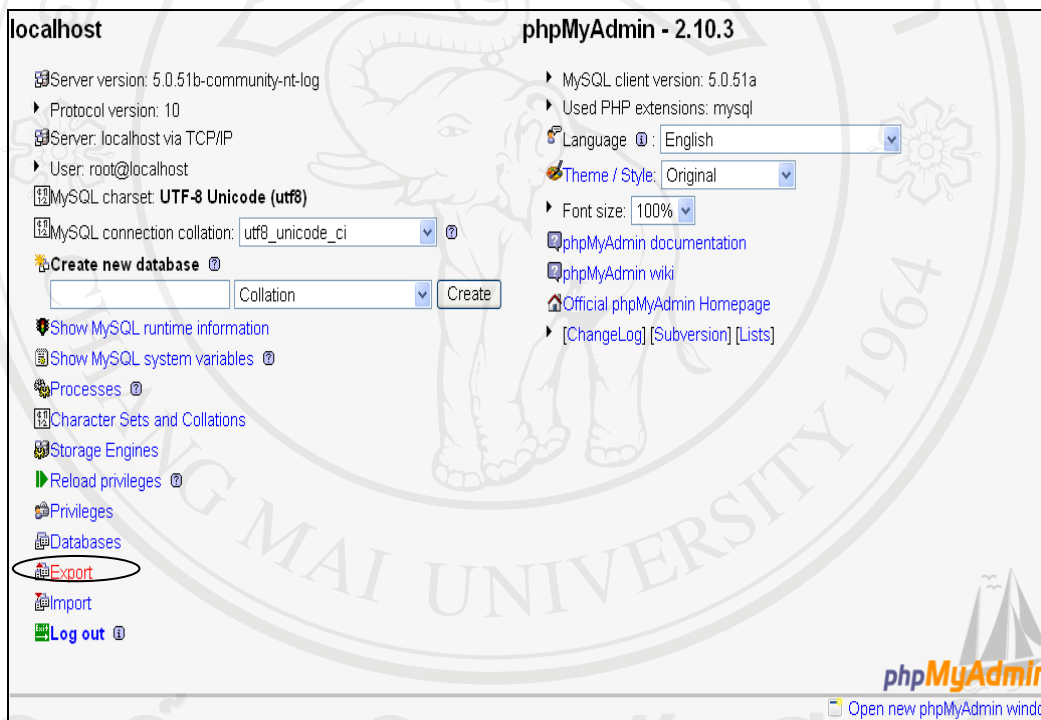 localhost
Server version: 5.0.51b-community-nt-log
Protocol version: 10
Server: localhost via TCP/IP
User: root@localhost
MySQL charset: UTF-8 Unicode (utf8)
MySQL connection collation: utf8_unicode_ci
Create new database
Collation Create
Show MySQL runtime information
Show MySQL system variables
Processes
Character Sets and Collations
Storage Engines
Reload privileges
Privileges
Databases
Export
Import
Log out
phpMyAdmin - 2.10.3
MySQL client version: 5.0.51a
Used PHP extensions: mysql
Language : English
Theme / Style: Original
Font size: 100%
phpMyAdmin documentation
phpMyAdmin wiki
Official phpMyAdmin Homepage
[ChangeLog] [Subversion] [Lists]
phpMyAdmin
Open new phpMyAdmin windo
CHIANG MAI UNIVERSITY 1964